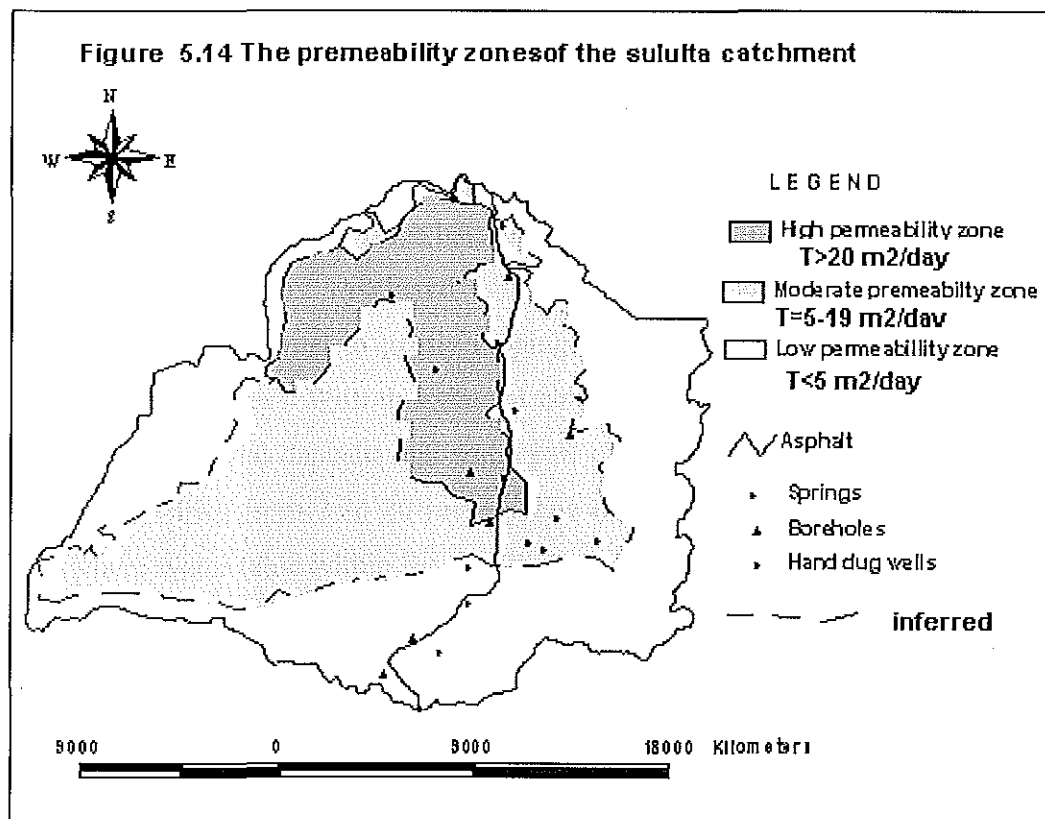 Figure 5.14 The premeability zonesof the sululta catchment
N
W E
S
LEGEND
High permeability zone
T>20 m2/day
Moderate premeabilty zone
T=5-19 m2/day
Low permeabillity zone
T<5 m2/day
Asphalt
Springs
Boreholes
Hand dug wells
inferred
9000 0 9000 18000 Kilometers